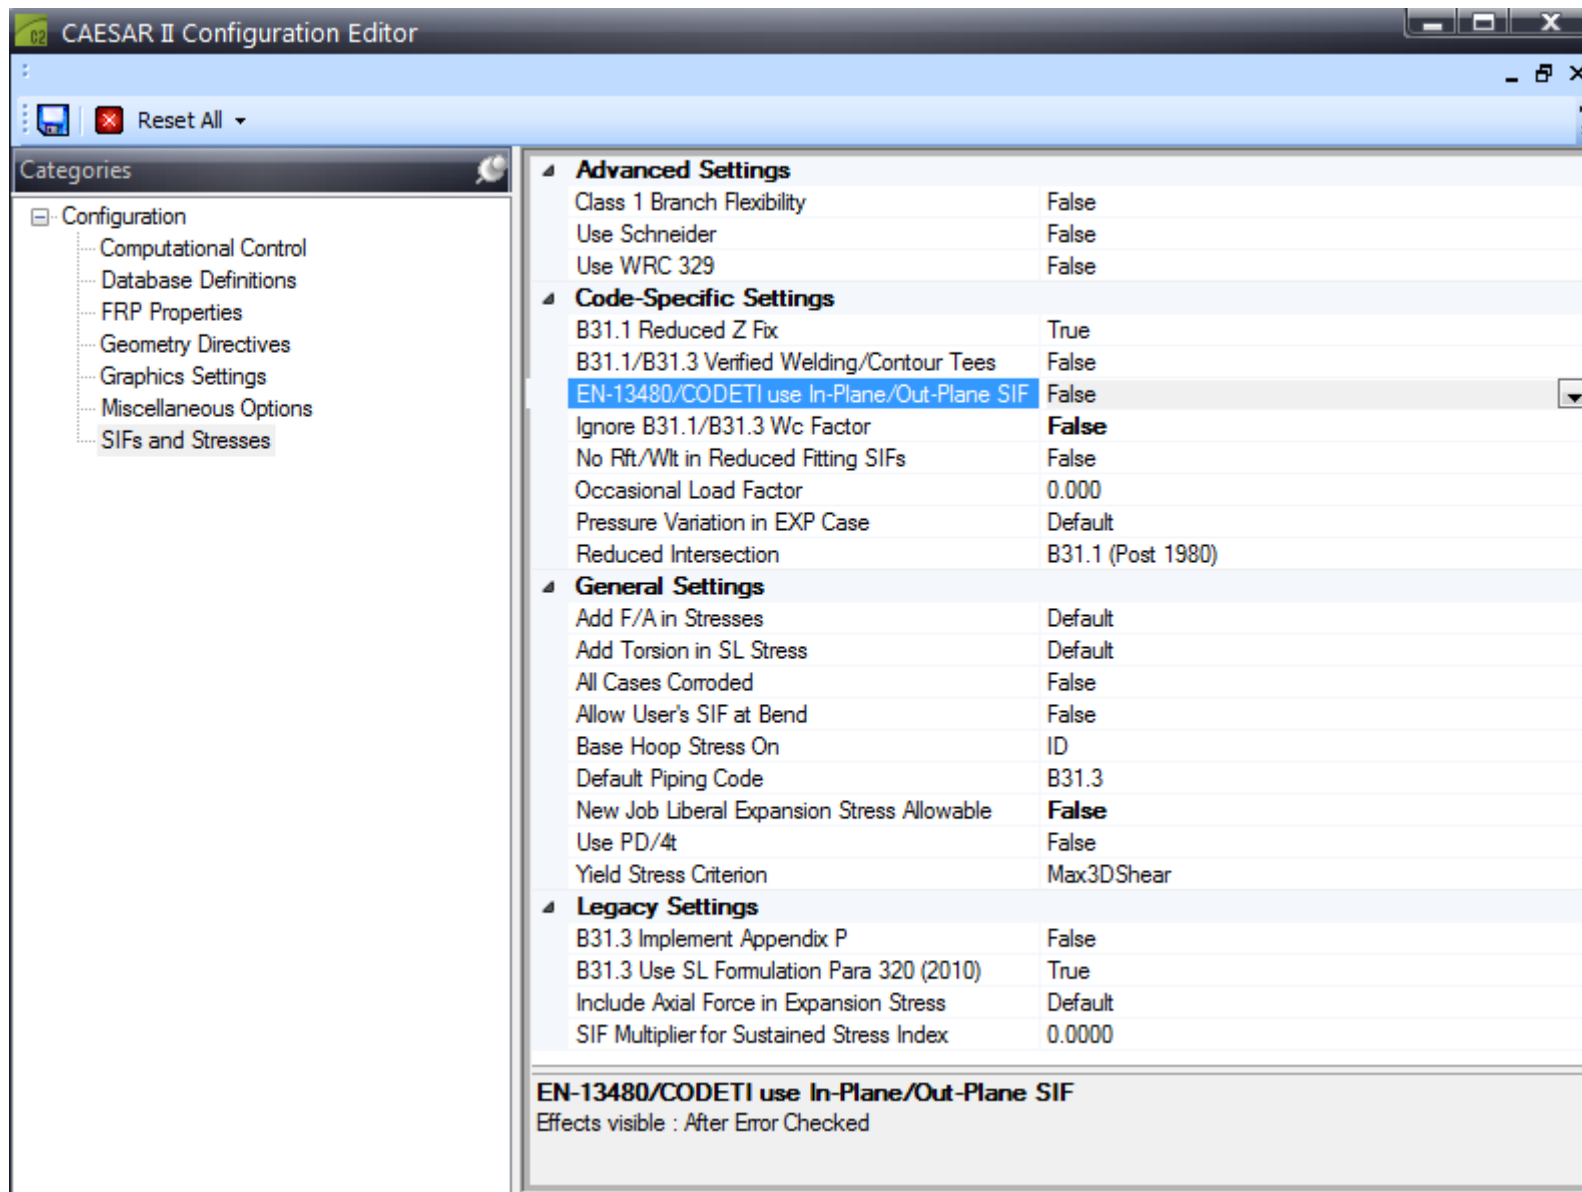 C2 CAESAR II Configuration Editor
Reset All
Categories
Configuration
Computational Control
Database Definitions
FRP Properties
Geometry Directives
Graphics Settings
Miscellaneous Options
SIFs and Stresses
Advanced Settings
Class 1 Branch Flexibility False
Use Schneider False
Use WRC 329 False
Code-Specific Settings
B31.1 Reduced Z Fix True
B31.1/B31.3 Verified Welding/Contour Tees False
EN-13480/CODETI use In-Plane/Out-Plane SIF False
Ignore B31.1/B31.3 Wc Factor False
No Rft/Wlt in Reduced Fitting SIFs False
Occasional Load Factor 0.000
Pressure Variation in EXP Case Default
Reduced Intersection B31.1 (Post 1980)
General Settings
Add F/A in Stresses Default
Add Torsion in SL Stress Default
All Cases Corroded False
Allow User's SIF at Bend False
Base Hoop Stress On ID
Default Piping Code B31.3
New Job Liberal Expansion Stress Allowable False
Use PD/4t False
Yield Stress Criterion Max3DShear
Legacy Settings
B31.3 Implement Appendix P False
B31.3 Use SL Formulation Para 320 (2010) True
Include Axial Force in Expansion Stress Default
SIF Multiplier for Sustained Stress Index 0.0000
EN-13480/CODETI use In-Plane/Out-Plane SIF
Effects visible : After Error Checked